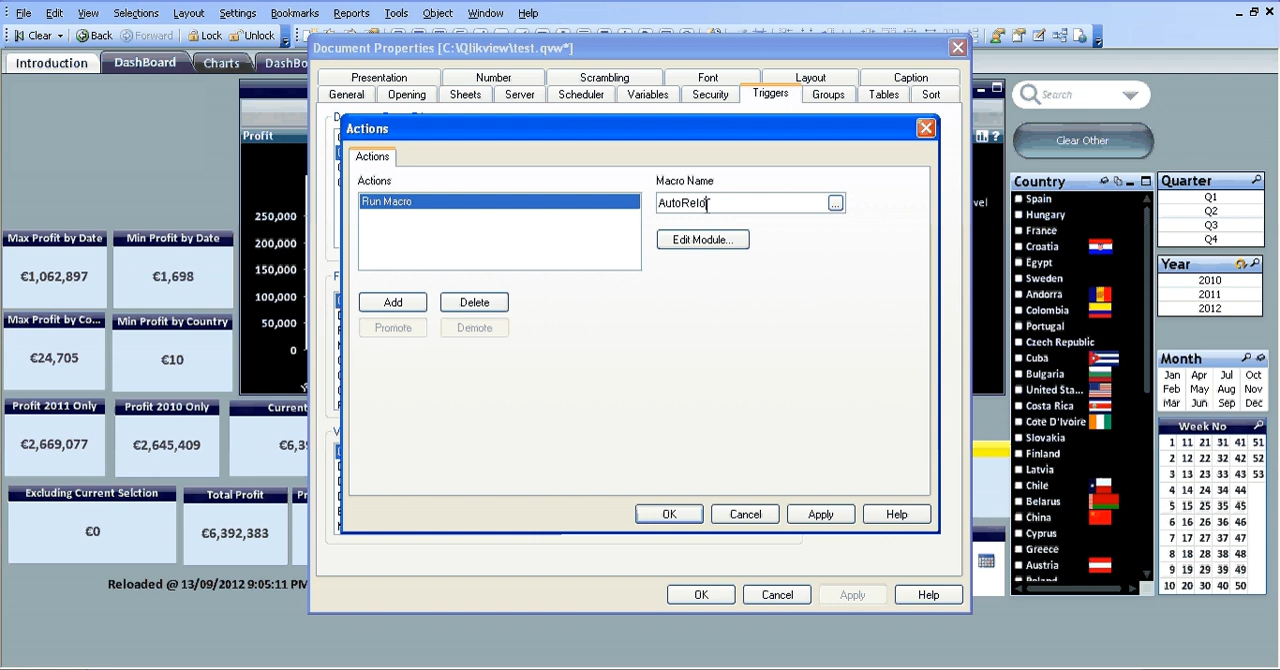 File Edit View Selections Layout Settings Bookmarks Reports Tools Object Window Help
Clear Back Forward Lock Unlock
Introduction DashBoard Charts DashBo
Document Properties [C:\Qlikview\test.qvw*]
Presentation Number Scrambling Font Layout Caption
General Opening Sheets Server Scheduler Variables Security Triggers Groups Tables Sort
Actions
Actions
Actions
Run Macro
Macro Name
AutoRelo
...
Edit Module...
Add Delete
Promote Demote
OK Cancel Apply Help
OK Cancel Apply Help
Profit
250,000
200,000
150,000
100,000
50,000
0
Max Profit by Date
€1,062,897
Min Profit by Date
€1,698
Max Profit by Co...
€24,705
Min Profit by Country
€10
Profit 2011 Only
€2,669,077
Profit 2010 Only
€2,645,409
Current
€6,39
Excluding Current Selction
€0
Total Profit
€6,392,383
Reloaded @ 13/09/2012 9:05:11 PM
vel
Search
Clear Other
Country
Spain
Hungary
France
Croatia
Egypt
Sweden
Andorra
Colombia
Portugal
Czech Republic
Cuba
Bulgaria
United Sta...
Costa Rica
Cote D'Ivoire
Slovakia
Finland
Latvia
Chile
Belarus
China
Cyprus
Greece
Austria
Poland
Quarter
Q1
Q2
Q3
Q4
Year
2010
2011
2012
Month
Jan Apr Jul Oct
Feb May Aug Nov
Mar Jun Sep Dec
Week No
1 11 21 31 41 51
2 12 22 32 42 52
3 13 23 33 43 53
4 14 24 34 44
5 15 25 35 45
6 16 26 36 46
7 17 27 37 47
8 18 28 38 48
9 19 29 39 49
10 20 30 40 50